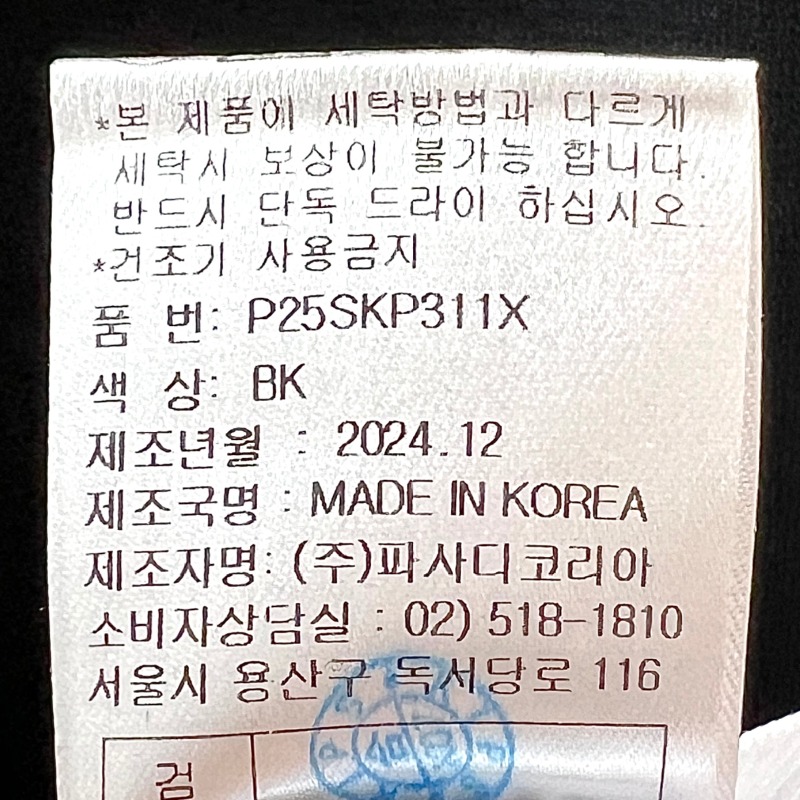 *본 제품에 세탁방법과 다르게
세탁시 보상이 불가능 합니다.
반드시 단독 드라이 하십시오.
*건조기 사용금지
품 번: P25SKP311X
색 상: BK
제조년월 : 2024.12
제조국명 : MADE IN KOREA
제조자명: (주)파사디코리아
소비자상담실 : 02) 518-1810
서울시 용산구 독서당로 116
검